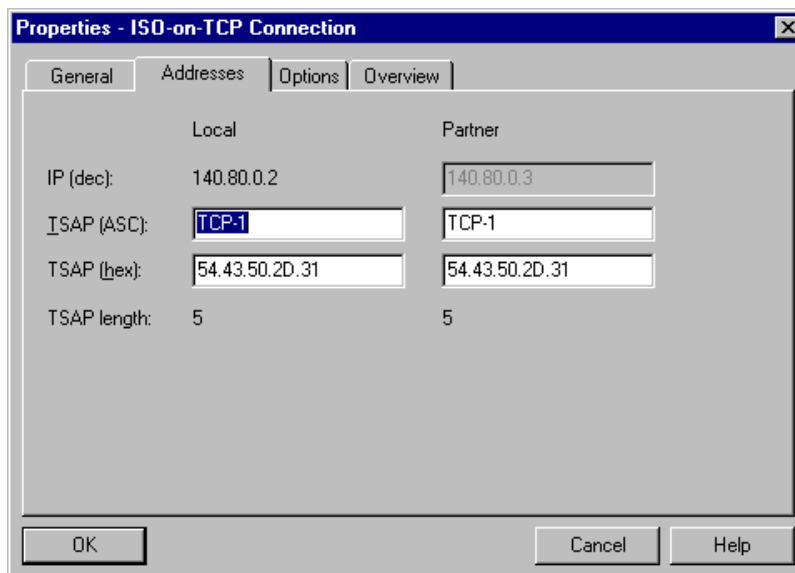 Properties - ISO-on-TCP Connection
General Addresses Options Overview
Local Partner
IP (dec): 140.80.0.2 140.80.0.3
TSAP (ASC): TCP-1 TCP-1
TSAP (hex): 54.43.50.2D.31 54.43.50.2D.31
TSAP length: 5 5
OK Cancel Help